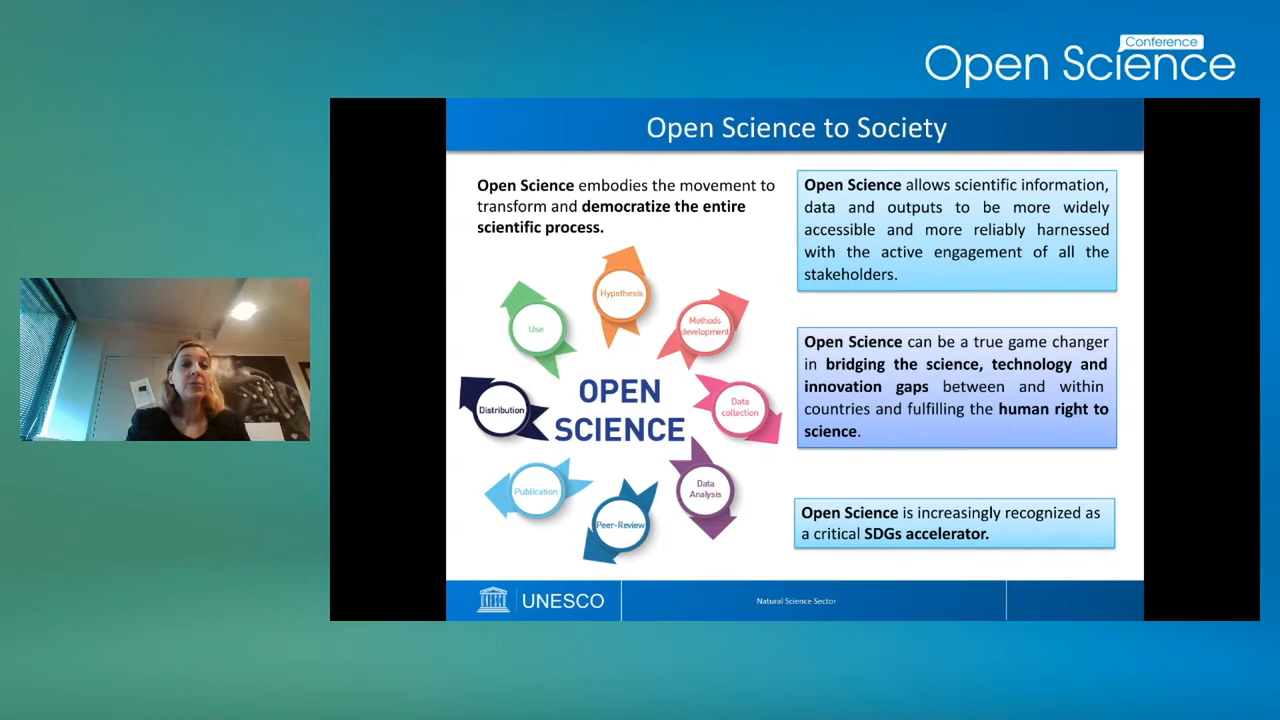 Conference
Open Science
Open Science to Society
Open Science embodies the movement to
transform and democratize the entire
scientific process.
Hypothesis
Methods
development
Data
collection
Data
Analysis
Peer-Review
Publication
Distribution
Use
OPEN
SCIENCE
Open Science allows scientific information,
data and outputs to be more widely
accessible and more reliably harnessed
with the active engagement of all the
stakeholders.
Open Science can be a true game changer
in bridging the science, technology and
innovation gaps between and within
countries and fulfilling the human right to
science.
Open Science is increasingly recognized as
a critical SDGs accelerator.
UNESCO
Natural Science Sector